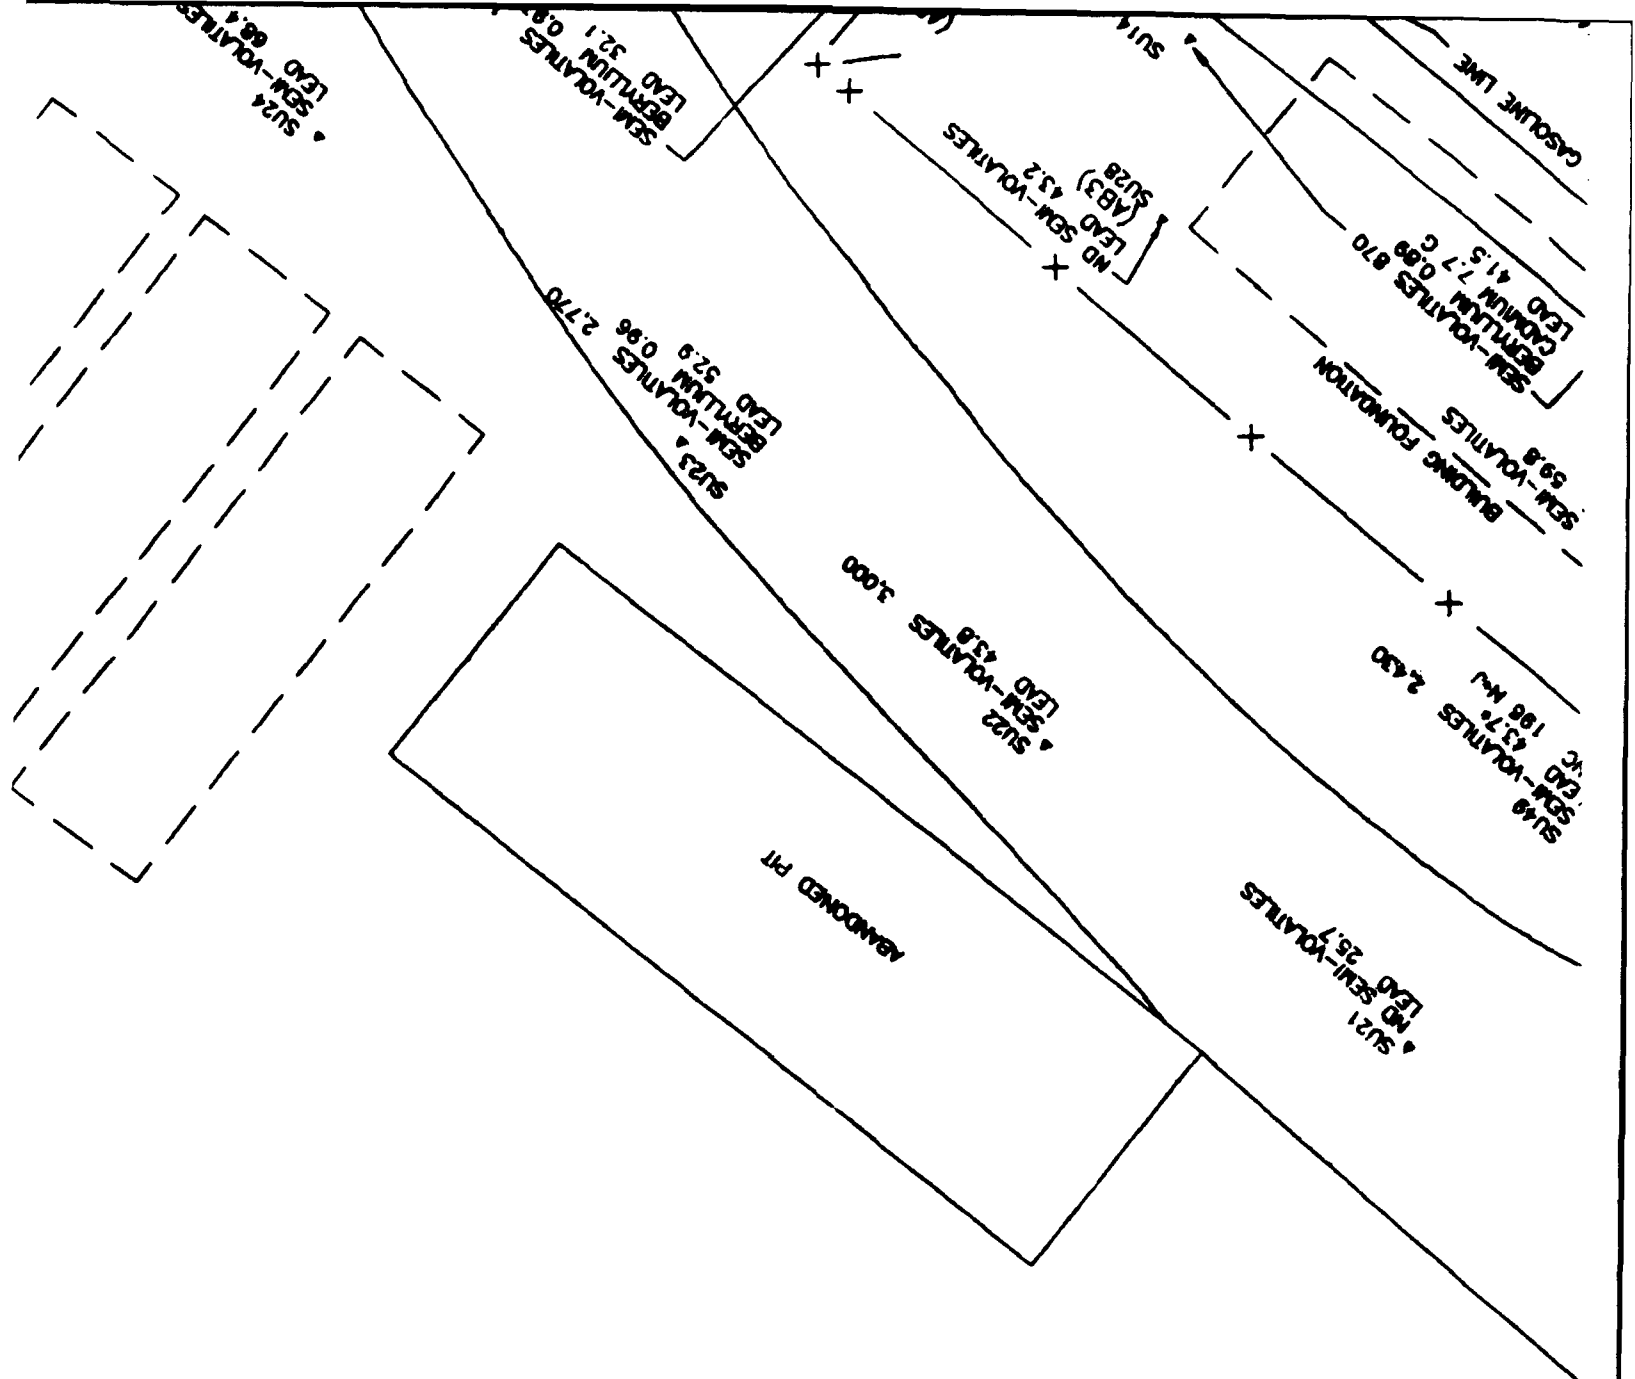 SU21
ND SEMI-VOLATILES
LEAD 25.7
SU49
SEMI-VOLATILES 2,430
LEAD 43.7*
196 N*J
ABANDONED PIT
SU22
SEMI-VOLATILES 3,000
LEAD 43.8
SU23
SEMI-VOLATILES 2,770
BERYLLIUM 0.96
LEAD 52.9
BUILDING FOUNDATION
SEMI-VOLATILES
59.8
SEMI-VOLATILES 870
BERYLLIUM 0.89
CADMIUM 7.7 G
LEAD 41.5
SU28
(AB3)
ND SEMI-VOLATILES
LEAD 43.2
SU14
GASOLINE LINE
SEMI-VOLATILES
BERYLLIUM
LEAD 32.1
SU24
SEMI-VOLATILES
LEAD 68.4